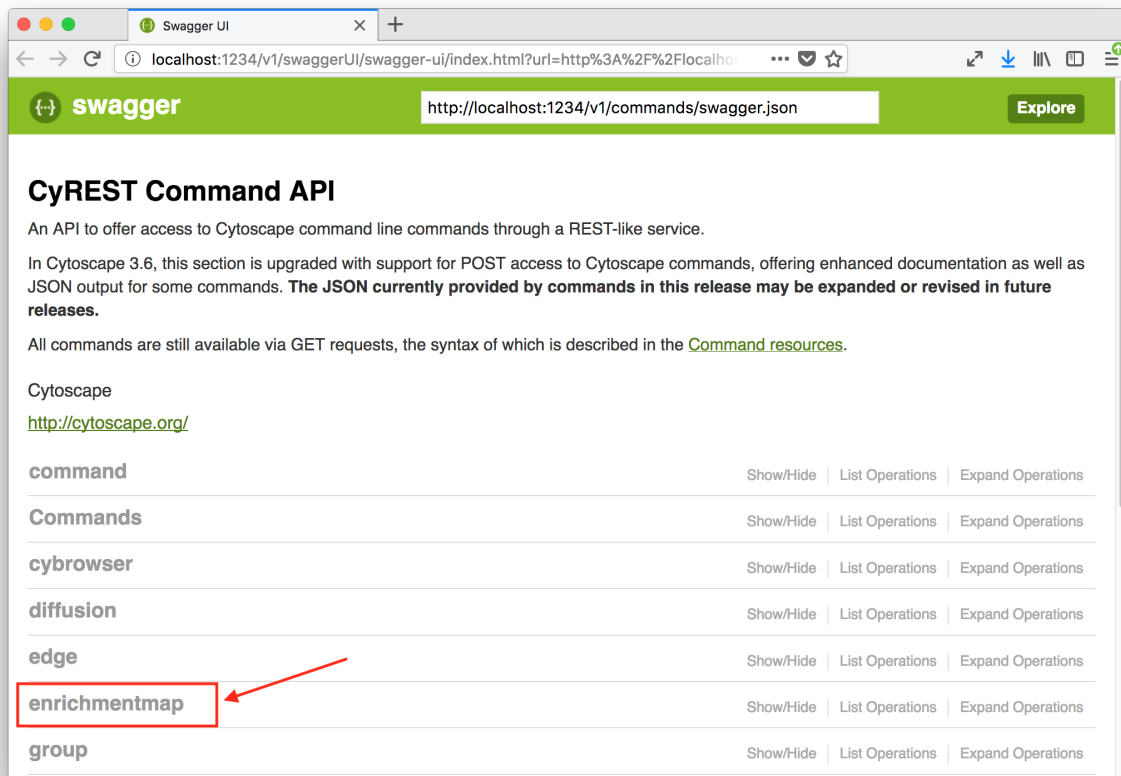 Swagger UI
localhost:1234/v1/swaggerUI/swagger-ui/index.html?url=http%3A%2F%2Flocalho
swagger
http://localhost:1234/v1/commands/swagger.json
Explore
CyREST Command API
An API to offer access to Cytoscape command line commands through a REST-like service.
In Cytoscape 3.6, this section is upgraded with support for POST access to Cytoscape commands, offering enhanced documentation as well as
JSON output for some commands. The JSON currently provided by commands in this release may be expanded or revised in future
releases.
All commands are still available via GET requests, the syntax of which is described in the Command resources.
Cytoscape
http://cytoscape.org/
command Show/Hide List Operations Expand Operations
Commands Show/Hide List Operations Expand Operations
cybrowser Show/Hide List Operations Expand Operations
diffusion Show/Hide List Operations Expand Operations
edge Show/Hide List Operations Expand Operations
enrichmentmap Show/Hide List Operations Expand Operations
group Show/Hide List Operations Expand Operations